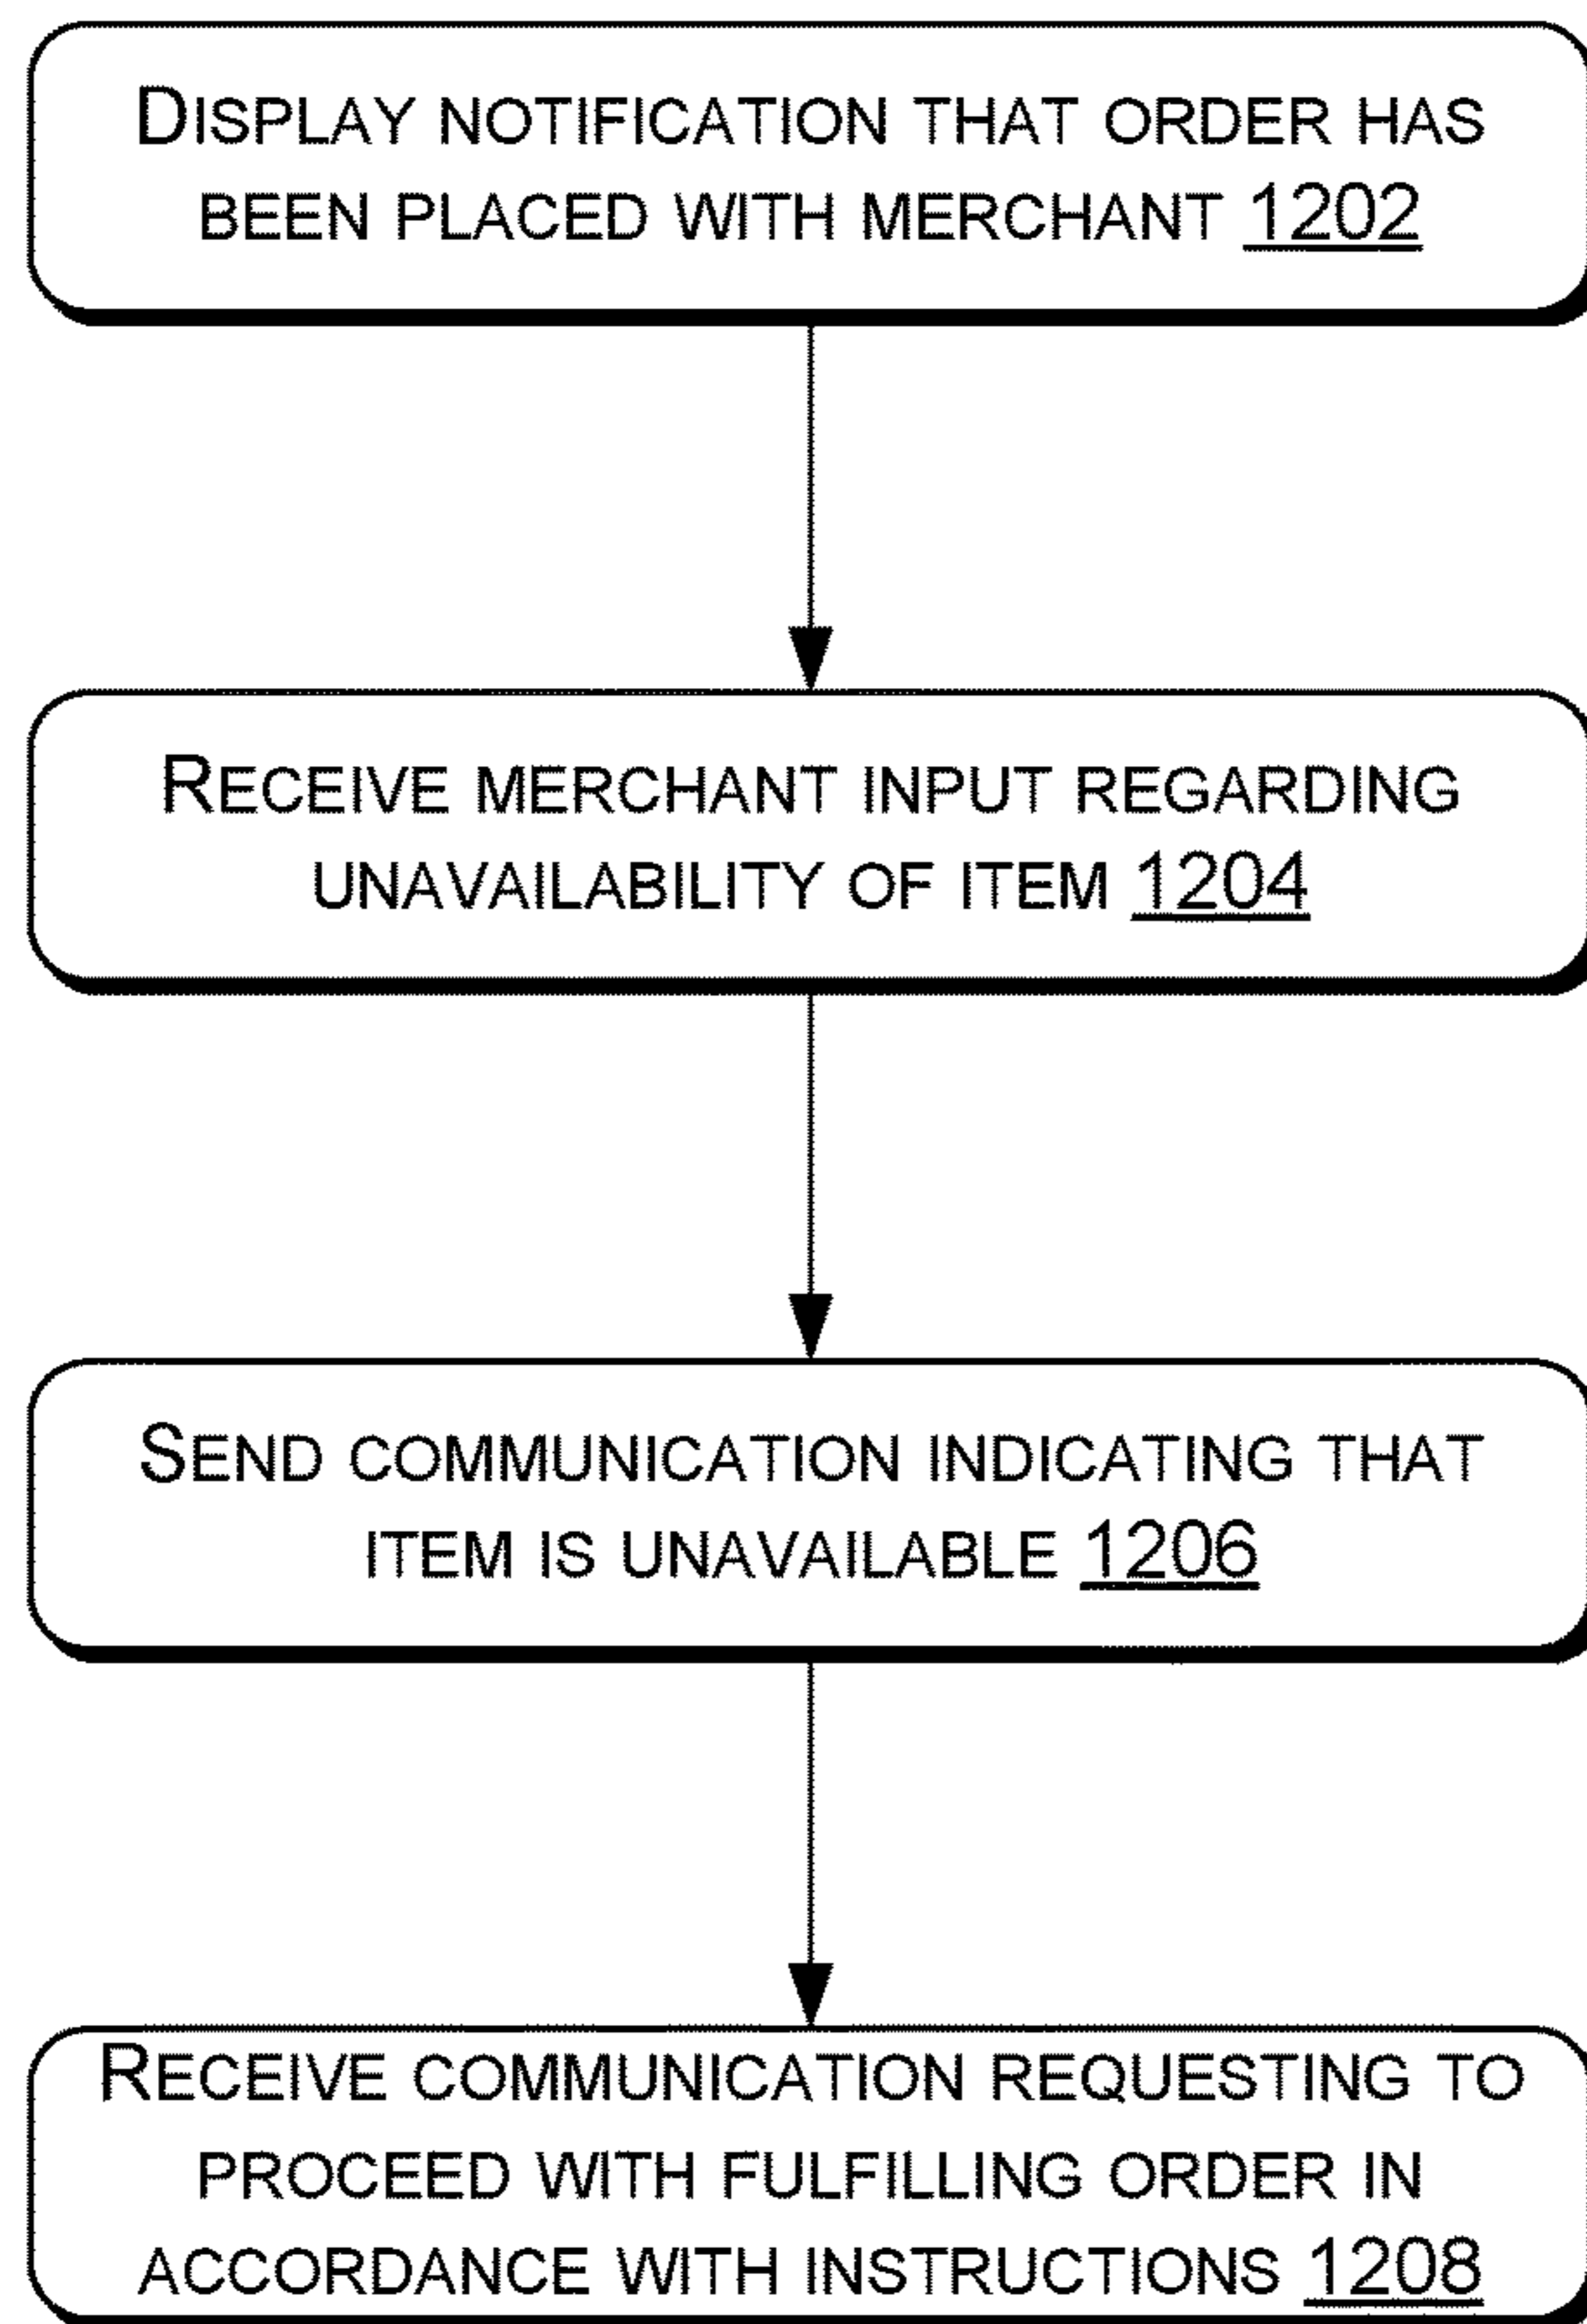 DISPLAY NOTIFICATION THAT ORDER HAS
BEEN PLACED WITH MERCHANT 1202
RECEIVE MERCHANT INPUT REGARDING
UNAVAILABILITY OF ITEM 1204
SEND COMMUNICATION INDICATING THAT
ITEM IS UNAVAILABLE 1206
RECEIVE COMMUNICATION REQUESTING TO
PROCEED WITH FULFILLING ORDER IN
ACCORDANCE WITH INSTRUCTIONS 1208